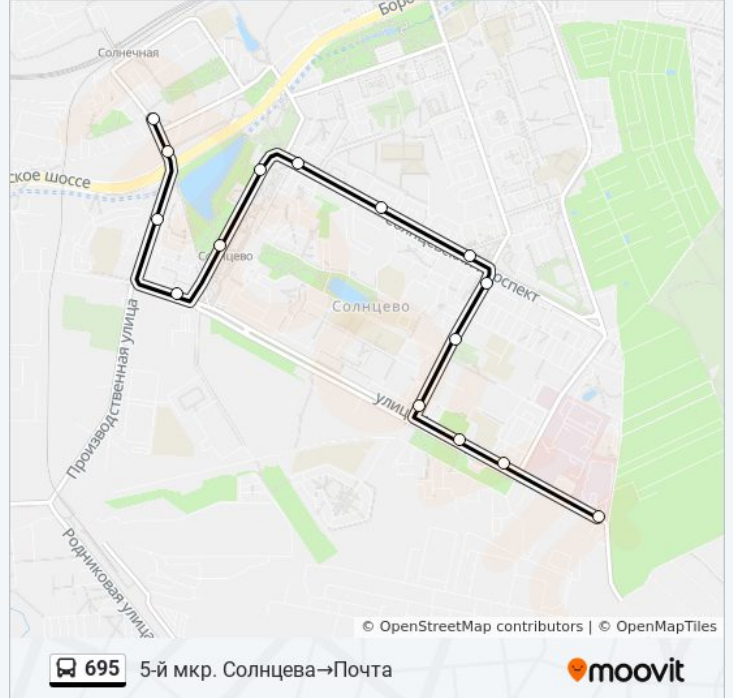 Боро
Солнечная
ское шоссе
Солнцево
Солнцевский проспект
Солнцево
Производственная улица
улица
Родниковая улица
© OpenStreetMap contributors | © OpenMapTiles
695 5-й мкр. Солнцева→Почта
moovit